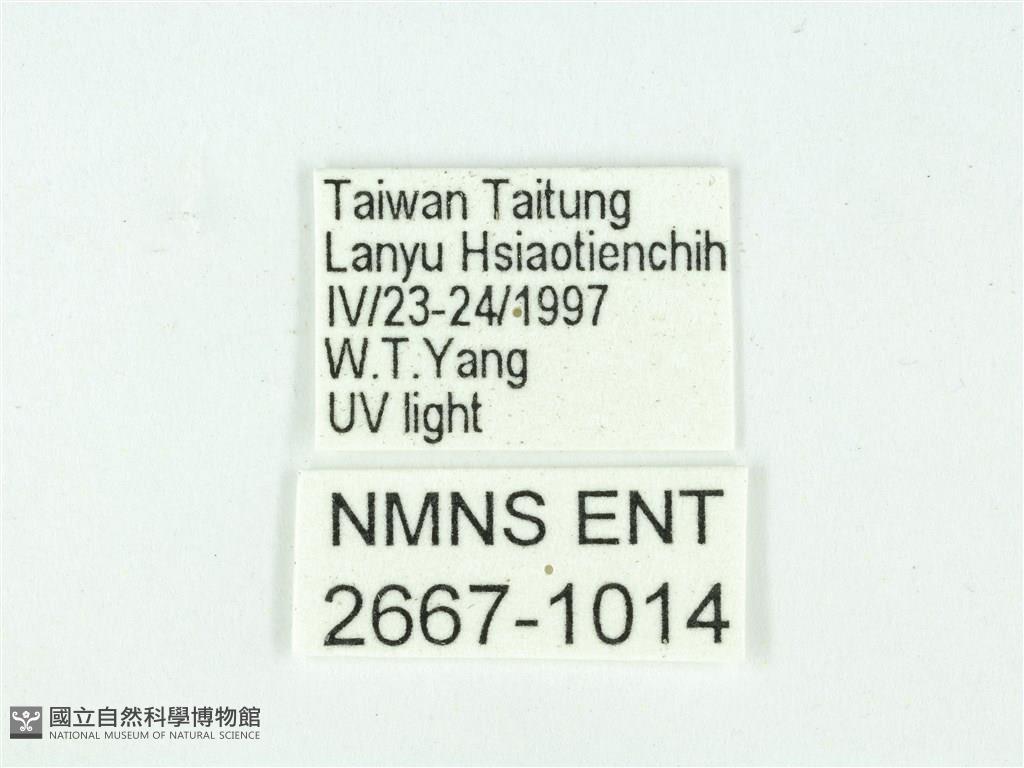 Taiwan Taitung
Lanyu Hsiaotienchih
IV/23-24/1997
W.T.Yang
UV light
NMNS ENT
2667-1014
國立自然科學博物館
NATIONAL MUSEUM OF NATURAL SCIENCE